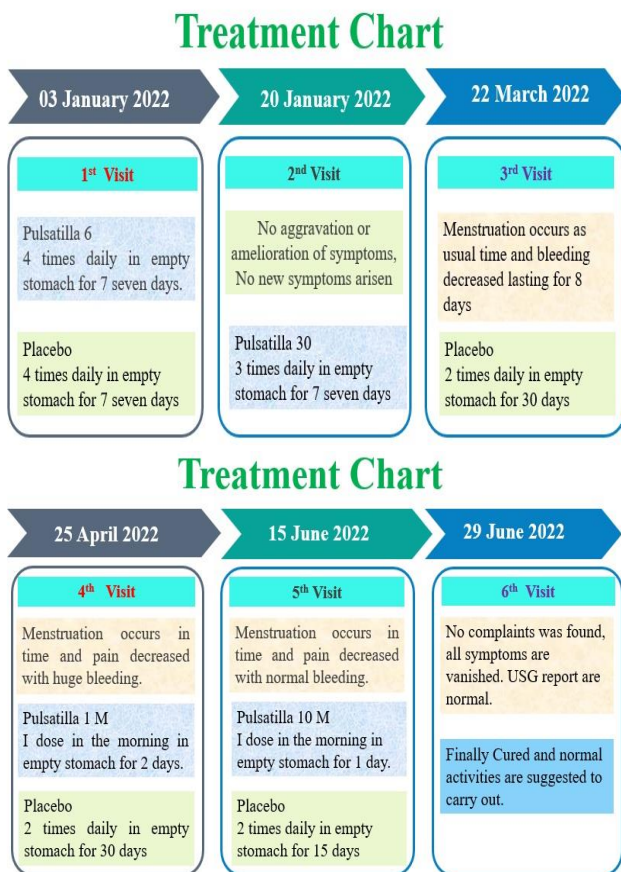 Treatment Chart
03 January 2022
20 January 2022
22 March 2022
1st Visit
Pulsatilla 6
4 times daily in empty
stomach for 7 seven days.
Placebo
4 times daily in empty
stomach for 7 seven days
2nd Visit
No aggravation or
amelioration of symptoms,
No new symptoms arisen
Pulsatilla 30
3 times daily in empty
stomach for 7 seven days
3rd Visit
Menstruation occurs as
usual time and bleeding
decreased lasting for 8
days
Placebo
2 times daily in empty
stomach for 30 days
Treatment Chart
25 April 2022
15 June 2022
29 June 2022
4th Visit
Menstruation occurs in
time and pain decreased
with huge bleeding.
Pulsatilla 1 M
I dose in the morning in
empty stomach for 2 days.
Placebo
2 times daily in empty
stomach for 30 days
5th Visit
Menstruation occurs in
time and pain decreased
with normal bleeding.
Pulsatilla 10 M
I dose in the morning in
empty stomach for 1 day.
Placebo
2 times daily in empty
stomach for 15 days
6th Visit
No complaints was found,
all symptoms are
vanished. USG report are
normal.
Finally Cured and normal
activities are suggested to
carry out.